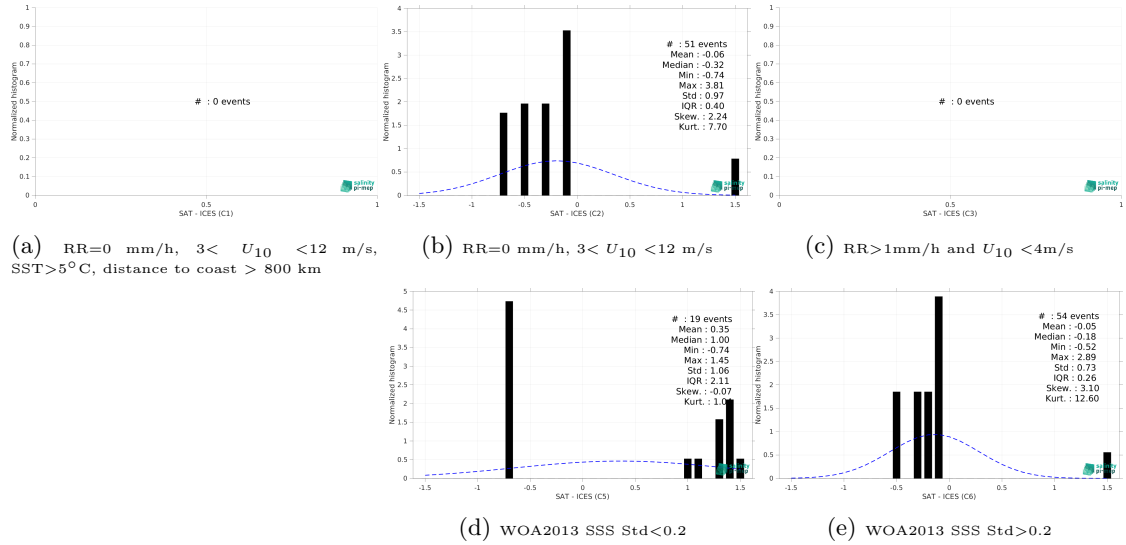 1
0.9
0.8
0.7
0.6
0.5
0.4
0.3
0.2
0.1
0
Normalized histogram
# : 0 events
salinity
pi-mep
0 0.5 1
SAT - ICES (C1)
(a) RR=0 mm/h, 3< U10 <12 m/s,
SST>5°C, distance to coast > 800 km
4
3.5
3
2.5
2
1.5
1
0.5
0
Normalized histogram
# : 51 events
Mean : -0.06
Median : -0.32
Min : -0.74
Max : 3.81
Std : 0.97
IQR : 0.40
Skew. : 2.24
Kurt. : 7.70
salinity
pi-mep
-1.5 -1 -0.5 0 0.5 1 1.5
SAT - ICES (C2)
(b) RR=0 mm/h, 3< U10 <12 m/s
1
0.9
0.8
0.7
0.6
0.5
0.4
0.3
0.2
0.1
0
Normalized histogram
# : 0 events
salinity
pi-mep
0 0.5 1
SAT - ICES (C3)
(c) RR>1mm/h and U10 <4m/s
5
4.5
4
3.5
3
2.5
2
1.5
1
0.5
0
Normalized histogram
# : 19 events
Mean : 0.35
Median : 1.00
Min : -0.74
Max : 1.45
Std : 1.06
IQR : 2.11
Skew. : -0.07
Kurt. :
salinity
pi-mep
-1.5 -1 -0.5 0 0.5 1 1.5
SAT - ICES (C5)
(d) WOA2013 SSS Std<0.2
4
3.5
3
2.5
2
1.5
1
0.5
0
Normalized histogram
# : 54 events
Mean : -0.05
Median : -0.18
Min : -0.52
Max : 2.89
Std : 0.73
IQR : 0.26
Skew. : 3.10
Kurt. : 12.60
salinity
pi-mep
-1.5 -1 -0.5 0 0.5 1 1.5
SAT - ICES (C6)
(e) WOA2013 SSS Std>0.2